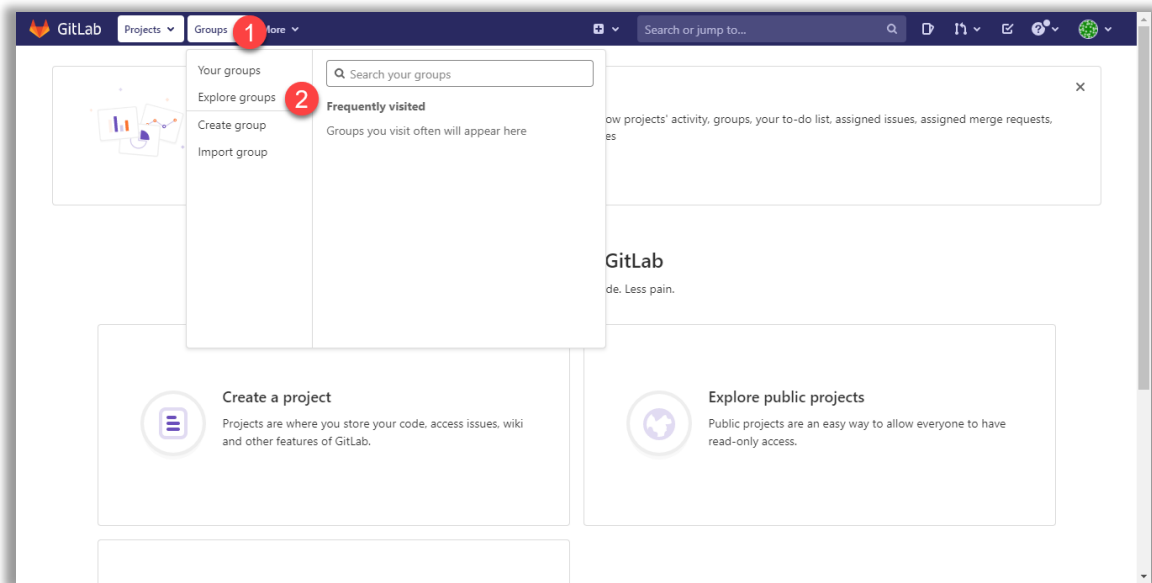 GitLab Projects Groups 1 More Search or jump to...
Your groups
Explore groups 2
Create group
Import group
Search your groups
Frequently visited
Groups you visit often will appear here
projects' activity, groups, your to-do list, assigned issues, assigned merge requests,
GitLab
Less pain.
Create a project
Projects are where you store your code, access issues, wiki
and other features of GitLab.
Explore public projects
Public projects are an easy way to allow everyone to have
read-only access.